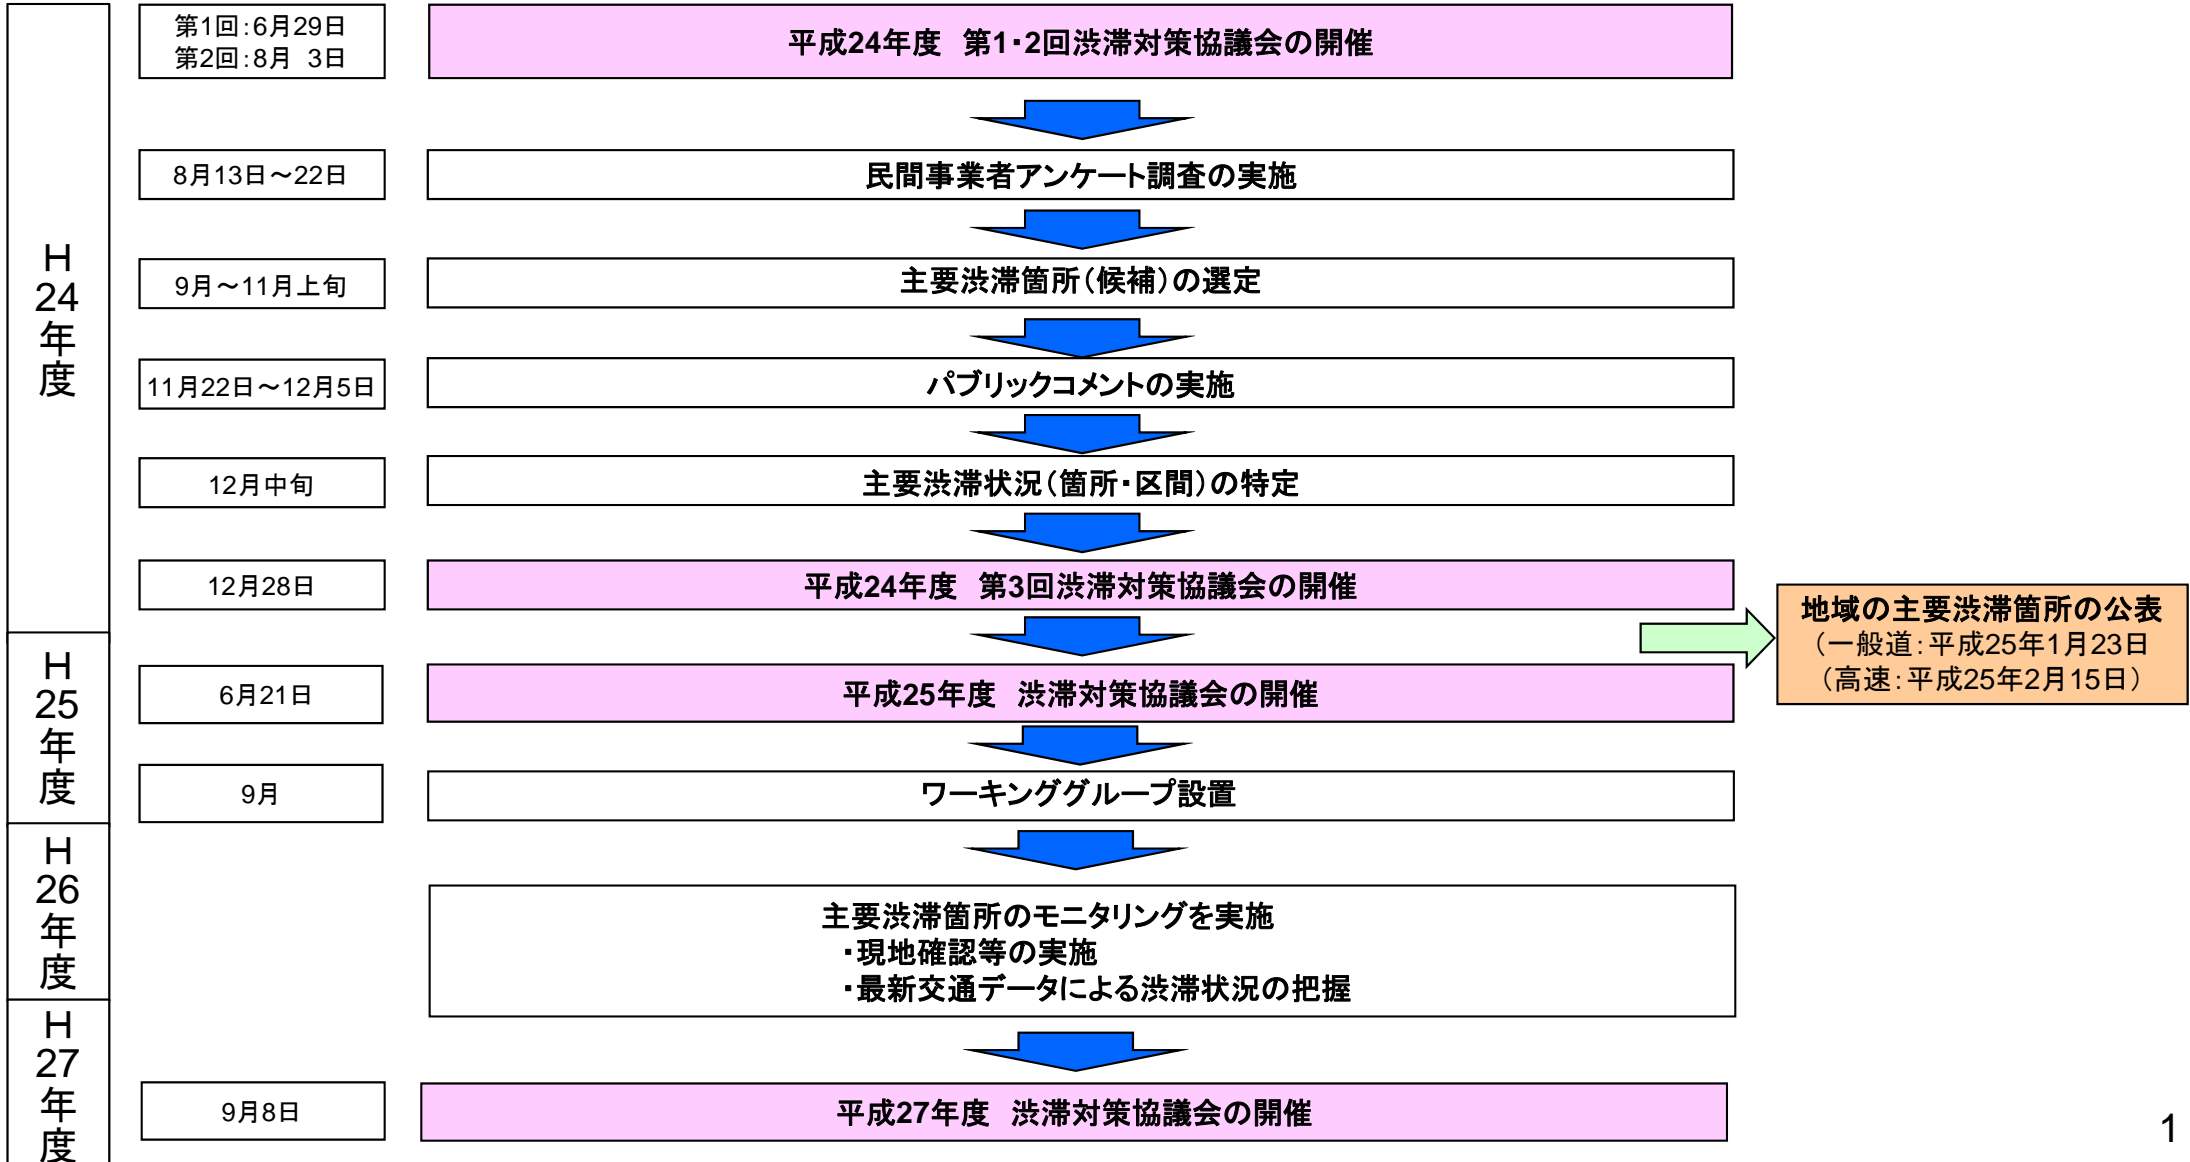 H
24
年
度
第1回:6月29日
第2回:8月 3日
平成24年度 第1・2回渋滞対策協議会の開催
8月13日～22日
民間事業者アンケート調査の実施
9月～11月上旬
主要渋滞箇所(候補)の選定
11月22日～12月5日
パブリックコメントの実施
12月中旬
主要渋滞状況(箇所・区間)の特定
12月28日
平成24年度 第3回渋滞対策協議会の開催
地域の主要渋滞箇所の公表
(一般道:平成25年1月23日
(高速:平成25年2月15日)
H
25
年
度
6月21日
平成25年度 渋滞対策協議会の開催
9月
ワーキンググループ設置
H
26
年
度
主要渋滞箇所のモニタリングを実施
・現地確認等の実施
・最新交通データによる渋滞状況の把握
H
27
年
度
9月8日
平成27年度 渋滞対策協議会の開催
1